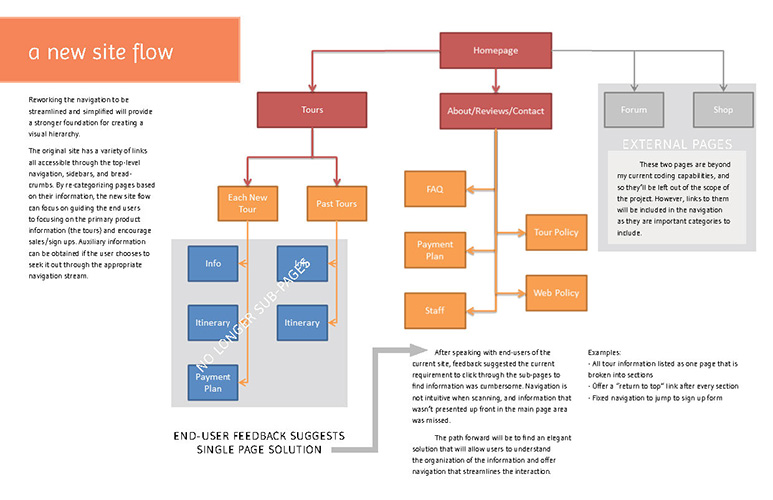 a new site flow
Reworking the navigation to be
streamlined and simplified will provide
a stronger foundation for creating a
visual hierarchy.
The original site has a variety of links
all accessible through the top-level
navigation, sidebars, and bread-
crumbs. By re-categorizing pages based
on their information, the new site flow
can focus on guiding the end users
to focusing on the primary product
information (the tours) and encourage
sales/sign ups. Auxiliary information
can be obtained if the user chooses to
seek it out through the appropriate
navigation stream.
Homepage
Tours
About/Reviews/Contact
Forum
Shop
EXTERNAL PAGES
These two pages are beyond
my current coding capabilities, and
so they'll be left out of the scope of
the project. However, links to them
will be included in the navigation
as they are important categories to
include.
Each New
Tour
Past Tours
FAQ
Payment
Plan
Staff
Tour Policy
Web Policy
Info
Info
Itinerary
Itinerary
Payment
Plan
NO LONGER SUB-PAGES
END-USER FEEDBACK SUGGESTS
SINGLE PAGE SOLUTION
After speaking with end-users of the
current site, feedback suggested the current
requirement to click through the sub-pages to
find information was cumbersome. Navigation is
not intuitive when scanning, and information that
wasn't presented up front in the main page area
was missed.
The path forward will be to find an elegant
solution that will allow users to understand
the organization of the information and offer
navigation that streamlines the interaction.
Examples:
- All tour information listed as one page that is
broken into sections
- Offer a "return to top" link after every section
- Fixed navigation to jump to sign up form